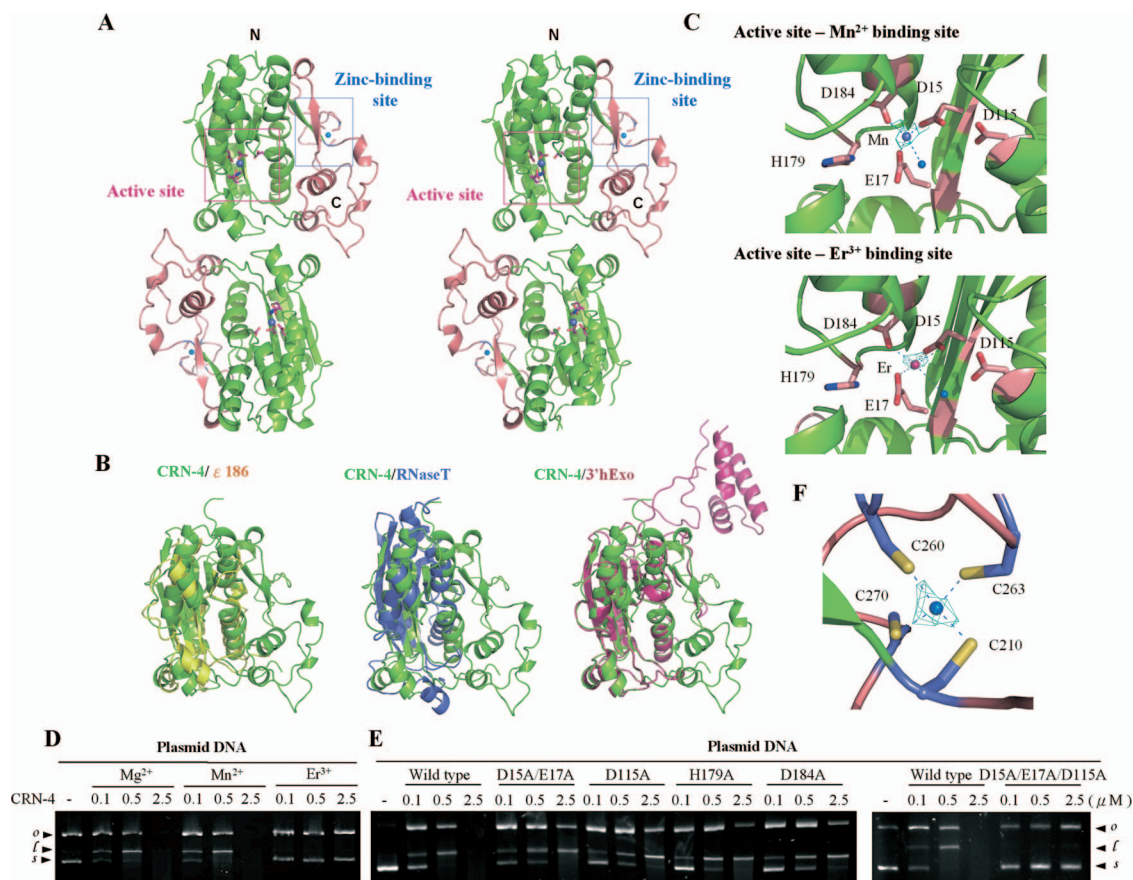 A
N
N
Zinc-binding site
Zinc-binding site
Active site
Active site
C
C
B
CRN-4/ ε 186
CRN-4/RNaseT
CRN-4/3'hExo
C
Active site – Mn²⁺ binding site
D184
D15
D115
Mn
H179
E17
Active site – Er³⁺ binding site
D184
D15
D115
Er
H179
E17
F
C260
C263
C270
C210
D
Plasmid DNA
Mg²⁺ Mn²⁺ Er³⁺
CRN-4 - 0.1 0.5 2.5 0.1 0.5 2.5 0.1 0.5 2.5
o
l
s
E
Plasmid DNA
Wild type D15A/E17A D115A H179A D184A Wild type D15A/E17A/D115A
- 0.1 0.5 2.5 0.1 0.5 2.5 0.1 0.5 2.5 0.1 0.5 2.5 0.1 0.5 2.5 - 0.1 0.5 2.5 0.1 0.5 2.5 (μM)
o
l
s